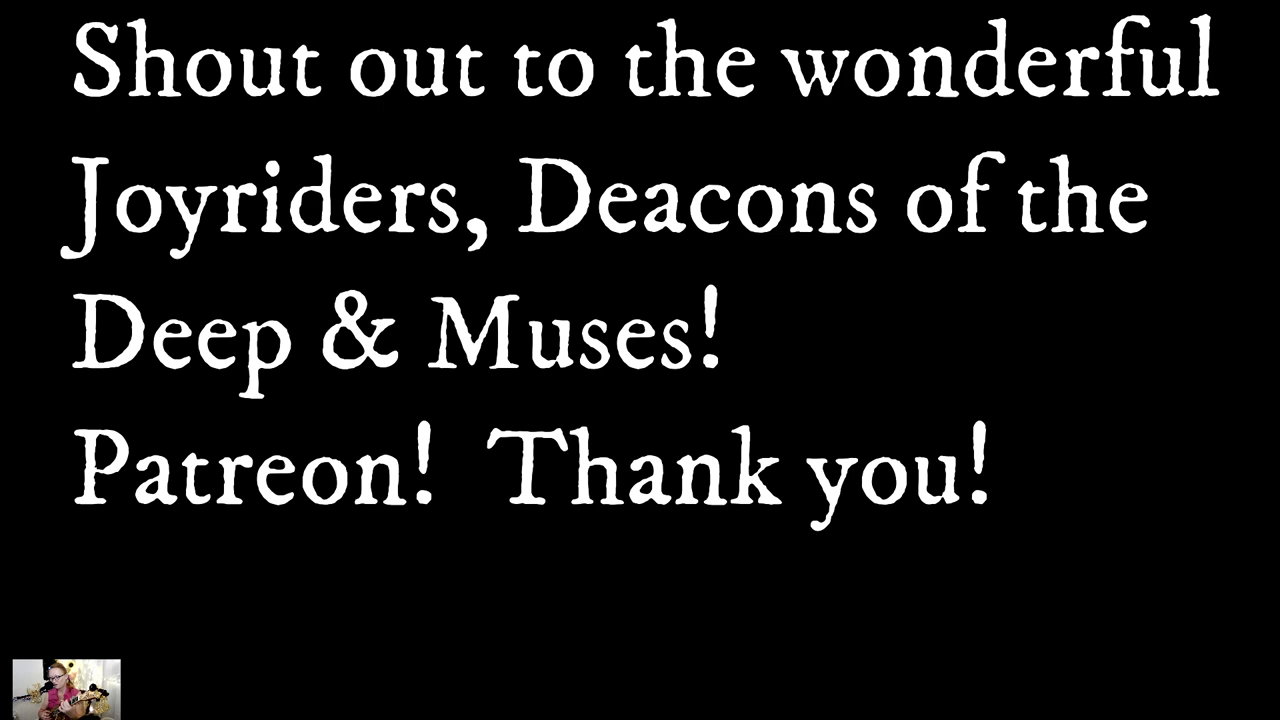 Shout out to the wonderful
Joyriders, Deacons of the
Deep & Muses!
Patreon!  Thank you!